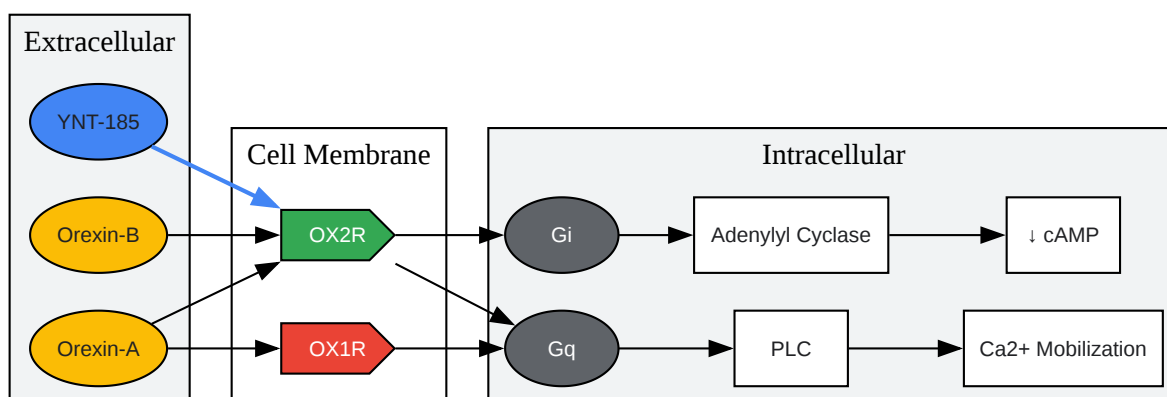 Extracellular
YNT-185
Cell Membrane
Intracellular
Orexin-B
OX2R
Gi
Adenylyl Cyclase
↓ cAMP
Orexin-A
OX1R
Gq
PLC
Ca2+ Mobilization